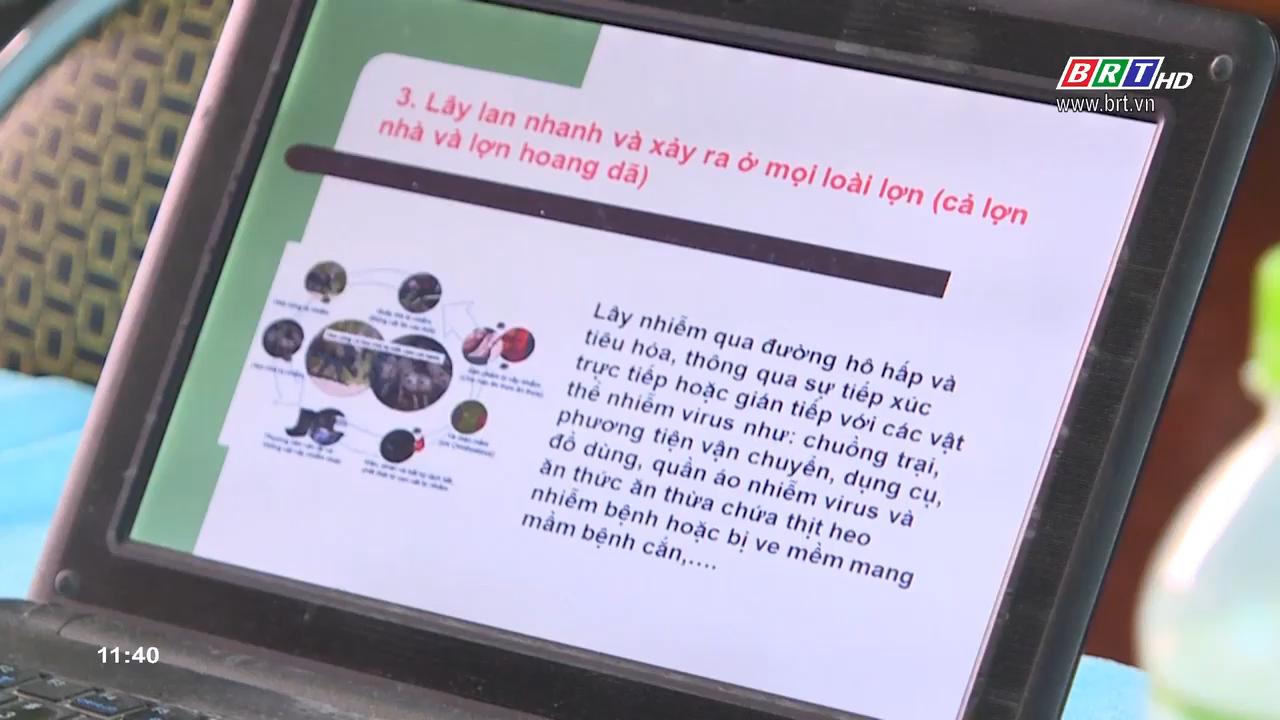 BRT HD
www.brt.vn
3. Lây lan nhanh và xảy ra ở mọi loài lợn (cả lợn
nhà và lợn hoang dã)
Lây nhiễm qua đường hô hấp và
tiêu hóa, thông qua sự tiếp xúc
trực tiếp hoặc gián tiếp với các vật
thể nhiễm virus như: chuồng trại,
phương tiện vận chuyển, dụng cụ,
đồ dùng, quần áo nhiễm virus và
ăn thức ăn thừa chứa thịt heo
nhiễm bệnh hoặc bị ve mềm mang
mầm bệnh cắn,....
11:40